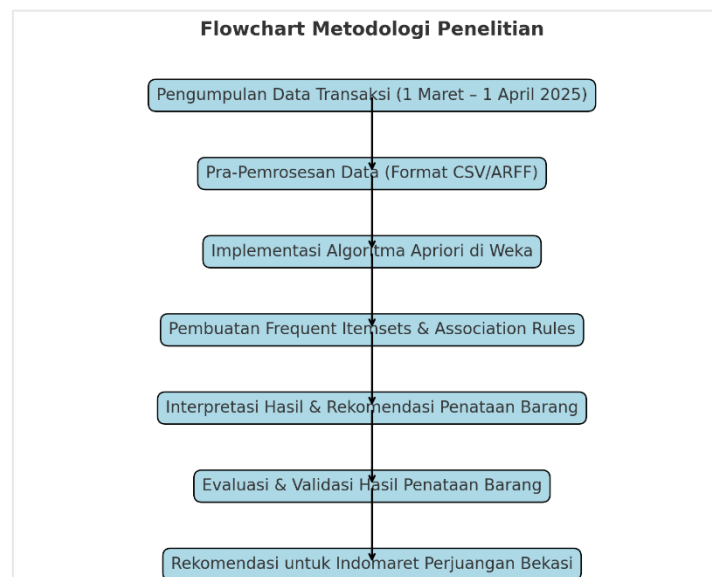 Flowchart Metodologi Penelitian
Pengumpulan Data Transaksi (1 Maret – 1 April 2025)
Pra-Pemrosesan Data (Format CSV/ARFF)
Implementasi Algoritma Apriori di Weka
Pembuatan Frequent Itemsets & Association Rules
Interpretasi Hasil & Rekomendasi Penataan Barang
Evaluasi & Validasi Hasil Penataan Barang
Rekomendasi untuk Indomaret Perjuangan Bekasi